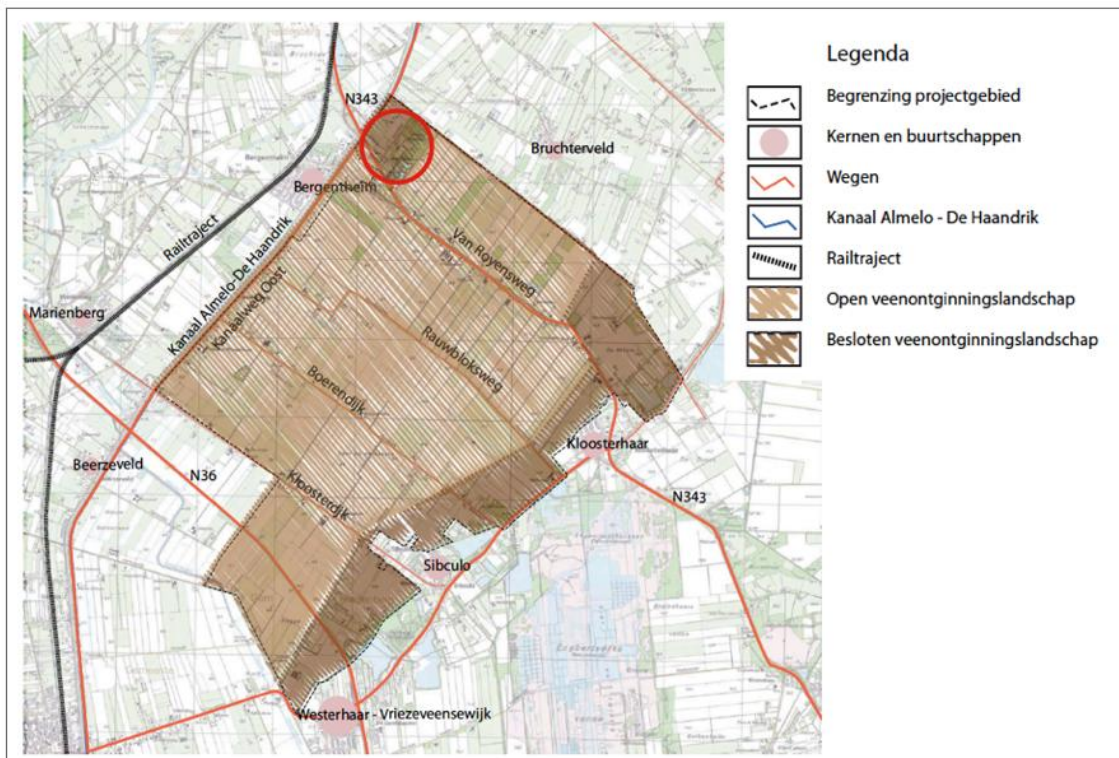 Legenda
Begrenzing projectgebied
Kernen en buurtschappen
Wegen
Kanaal Almelo - De Haandrik
Railtraject
Open veenontginningslandschap
Besloten veenontginningslandschap
N343
Bruchterveld
Bergentheim
Railtraject
Kanaal Almelo-De Haandrik
Kanaalweg Oost
Van Royensweg
Marienberg
Rauwbloksweg
Boerendijk
Beerzeveld
N36
Kloosterdijk
Kloosterhaar
N343
Sibculo
Westerhaar - Vriezeveensewijk